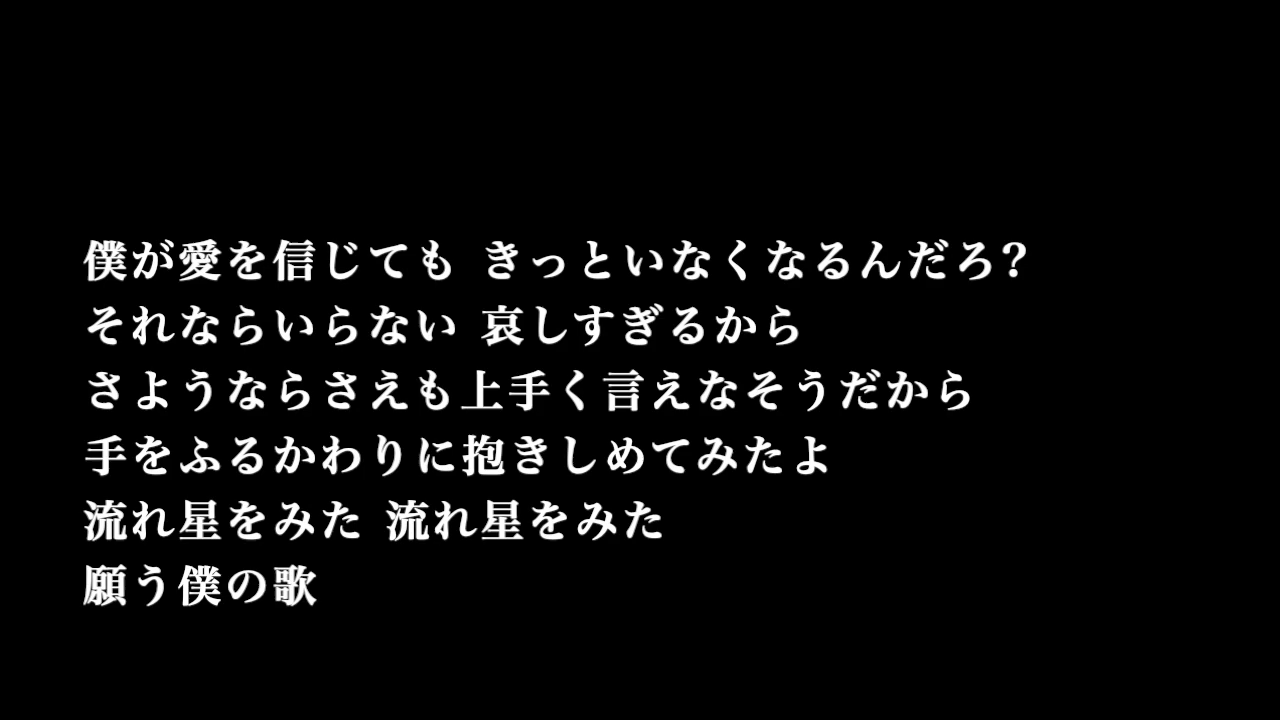 僕が愛を信じても きっといなくなるんだろ?
それならいらない 哀しすぎるから
さようならさえも上手く言えなそうだから
手をふるかわりに抱きしめてみたよ
流れ星をみた 流れ星をみた
願う僕の歌